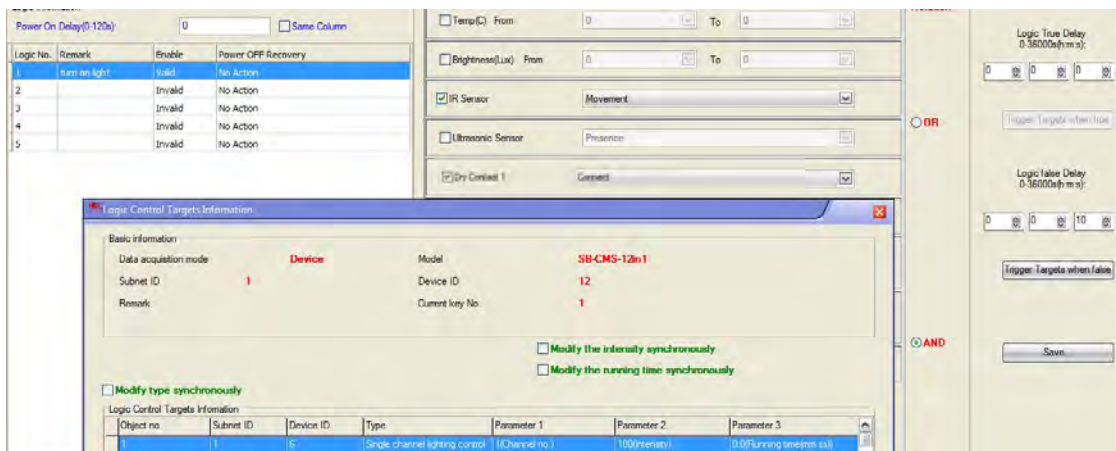 Logic Information
Power On Delay(0-120s):
0
Same Column
Logic No. Remark Enable Power OFF Recovery
1 turn on light Valid No Action
2 Invalid No Action
3 Invalid No Action
4 Invalid No Action
5 Invalid No Action
Temp(C) From 0 To 0
Brightness(Lux) From 0 To 0
IR Sensor Movement
Ultrasonic Sensor Presence
Dry Contact 1 Connect
OR
AND
Logic True Delay
0-36000s(h:m:s):
0 0 0
Trigger Targets when true
Logic false Delay
0-36000s(h:m:s):
0 0 10
Trigger Targets when false
Save
Logic Control Targets Infomation
Basic information
Data acquistion mode Device Model SB-CMS-12in1
Subnet ID 1 Device ID 12
Remark Current key No 1
Modify the intensity synchronously
Modify the running time synchronously
Modify type synchronously
Logic Control Targets Infomation
Object no. Subnet ID Device ID Type Parameter 1 Parameter 2 Parameter 3
1 1 6 Single channel lighting control 1(Channel no.) 100(Intensity) 0:0(Running time(mm:ss))